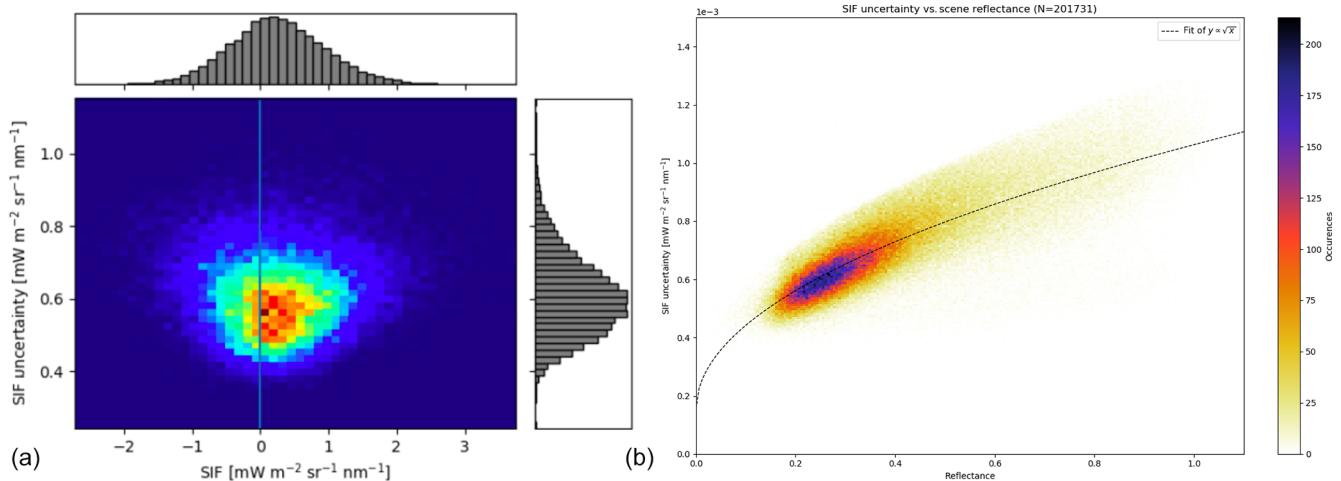 1.0
0.8
0.6
0.4
SIF uncertainty [mW m⁻² sr⁻¹ nm⁻¹]
−2 −1 0 1 2 3
SIF [mW m⁻² sr⁻¹ nm⁻¹]
(a)
SIF uncertainty vs. scene reflectance (N=201731)
1e−3
Fit of y ∝ √x
1.4
1.2
1.0
0.8
0.6
0.4
0.2
0.0
SIF uncertainty [mW m⁻² sr⁻¹ nm⁻¹]
0.0 0.2 0.4 0.6 0.8 1.0
Reflectance
(b)
200
175
150
125
100
75
50
25
0
Occurences